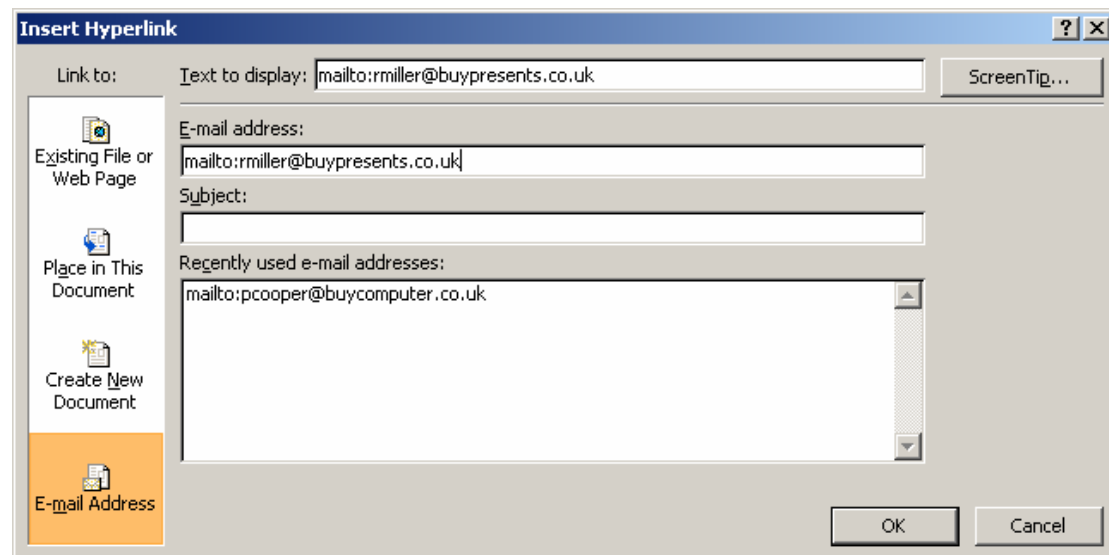 Insert Hyperlink
Link to:
Text to display: mailto:rmiller@buypresents.co.uk
ScreenTip...
Existing File or
Web Page
Place in This
Document
Create New
Document
E-mail Address
E-mail address:
mailto:rmiller@buypresents.co.uk
Subject:
Recently used e-mail addresses:
mailto:pcooper@buycomputer.co.uk
OK
Cancel